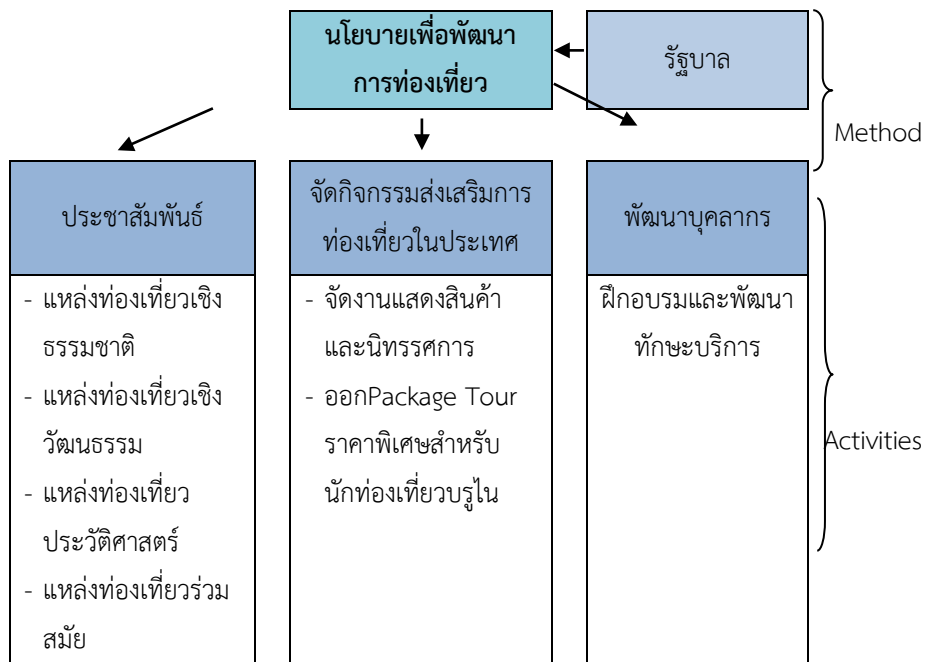 นโยบายเพื่อพัฒนา
การท่องเที่ยว
รัฐบาล
Method
ประชาสัมพันธ์
จัดกิจกรรมส่งเสริมการ
ท่องเที่ยวในประเทศ
พัฒนาบุคลากร
- แหล่งท่องเที่ยวเชิง
ธรรมชาติ
- แหล่งท่องเที่ยวเชิง
วัฒนธรรม
- แหล่งท่องเที่ยว
ประวัติศาสตร์
- แหล่งท่องเที่ยวร่วม
สมัย
- จัดงานแสดงสินค้า
และนิทรรศการ
- ออกPackage Tour
ราคาพิเศษสำหรับ
นักท่องเที่ยวบรูไน
ฝึกอบรมและพัฒนา
ทักษะบริการ
Activities